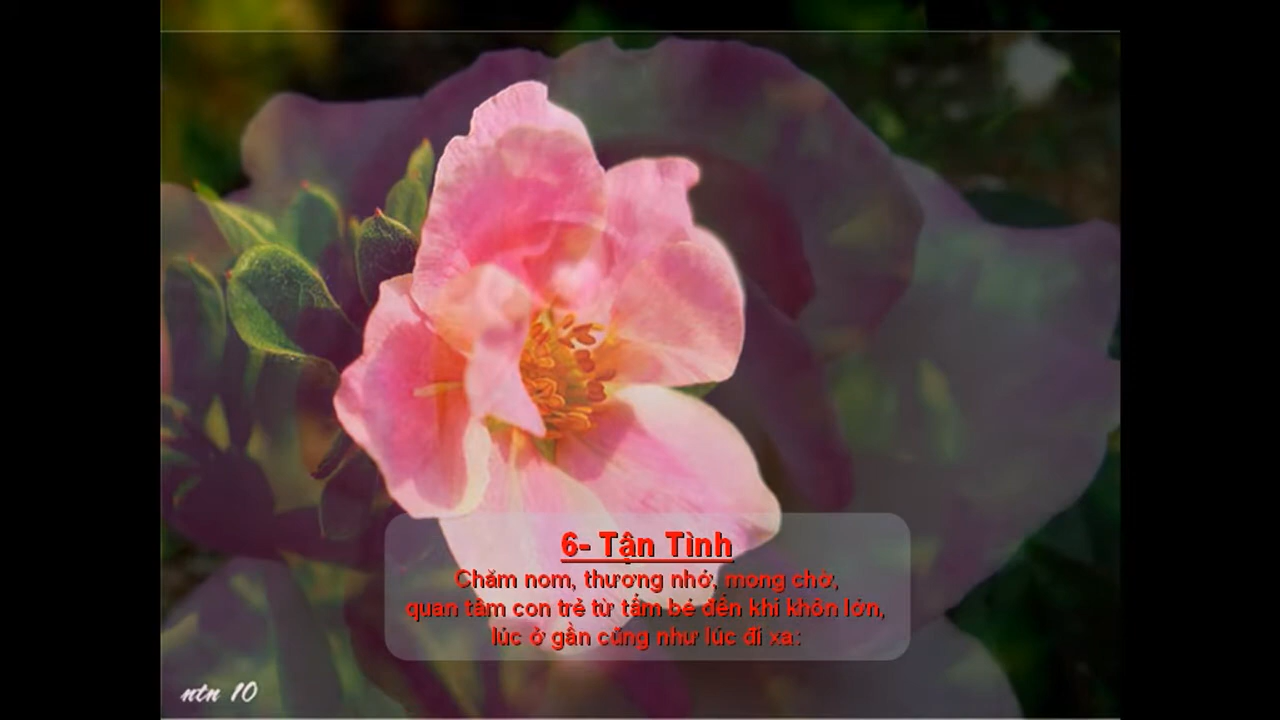 6- Tận Tình
Chăm nom, thương nhớ, mong chờ,
quan tâm con trẻ từ tấm bé đến khi khôn lớn,
lúc ở gần cũng như lúc đi xa:
ntn 10